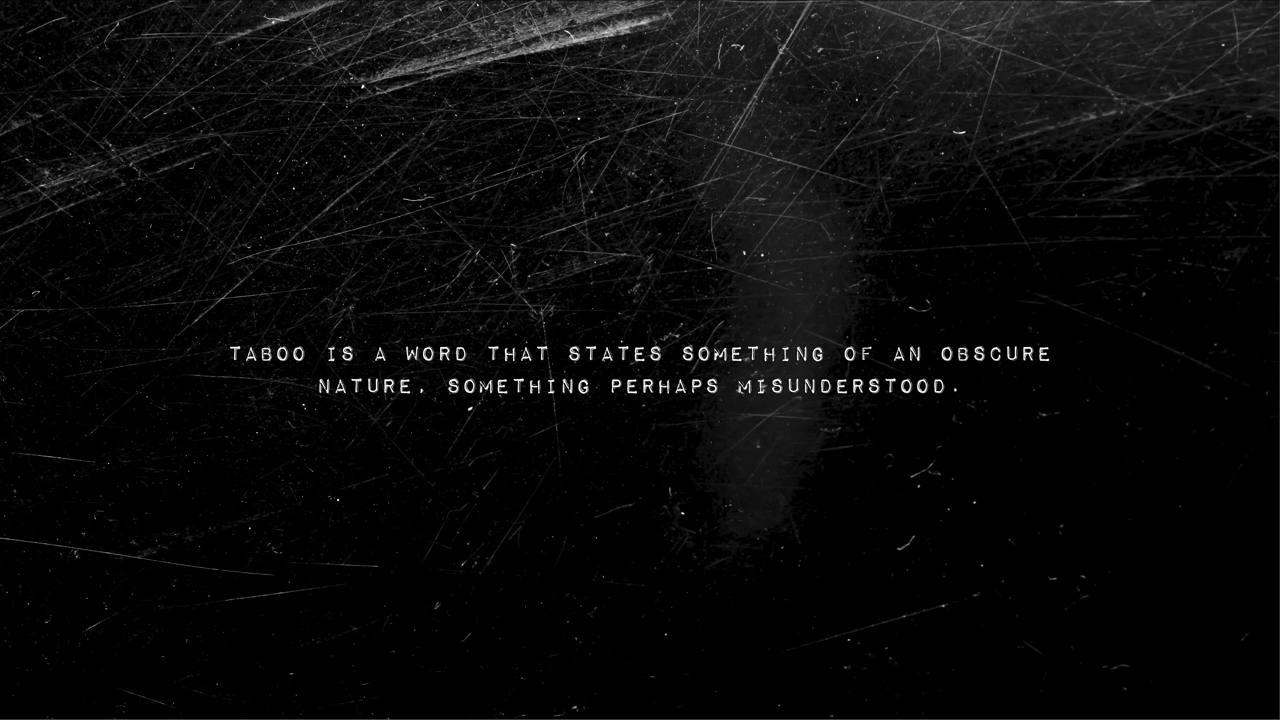 TABOO IS A WORD THAT STATES SOMETHING OF AN OBSCURE
NATURE, SOMETHING PERHAPS MISUNDERSTOOD.